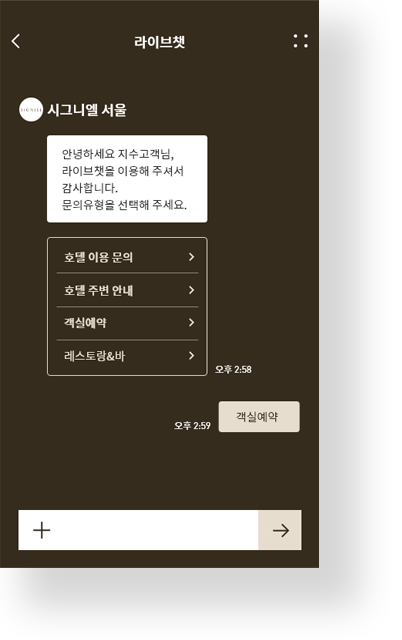 라이브챗
SIGNIEL
시그니엘 서울
안녕하세요 지수고객님,
라이브챗을 이용해 주셔서
감사합니다.
문의유형을 선택해 주세요.
호델 이용 문의
호델 주변 안내
객실예약
레스토랑&바
오후 2:58
오후 2:59
객실예약